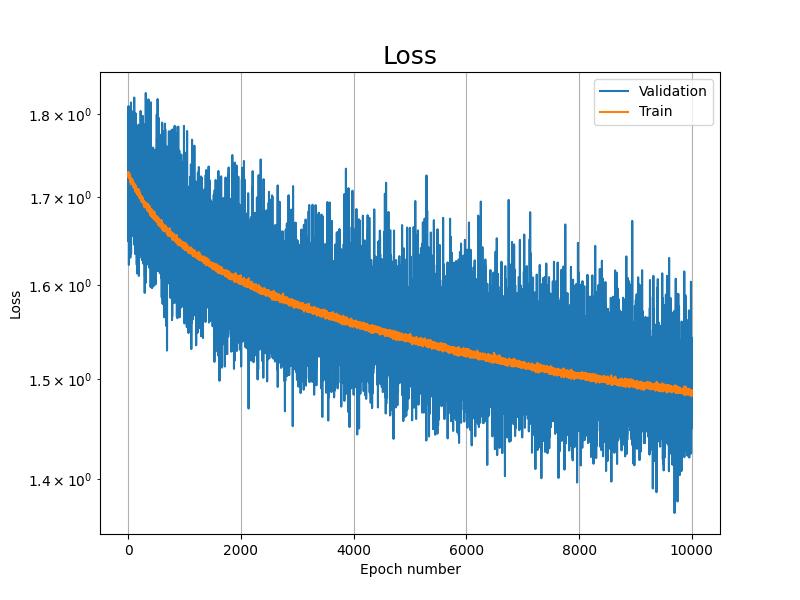 Loss
Validation
Train
1.8 × 10⁰
1.7 × 10⁰
1.6 × 10⁰
1.5 × 10⁰
1.4 × 10⁰
Loss
0 2000 4000 6000 8000 10000
Epoch number